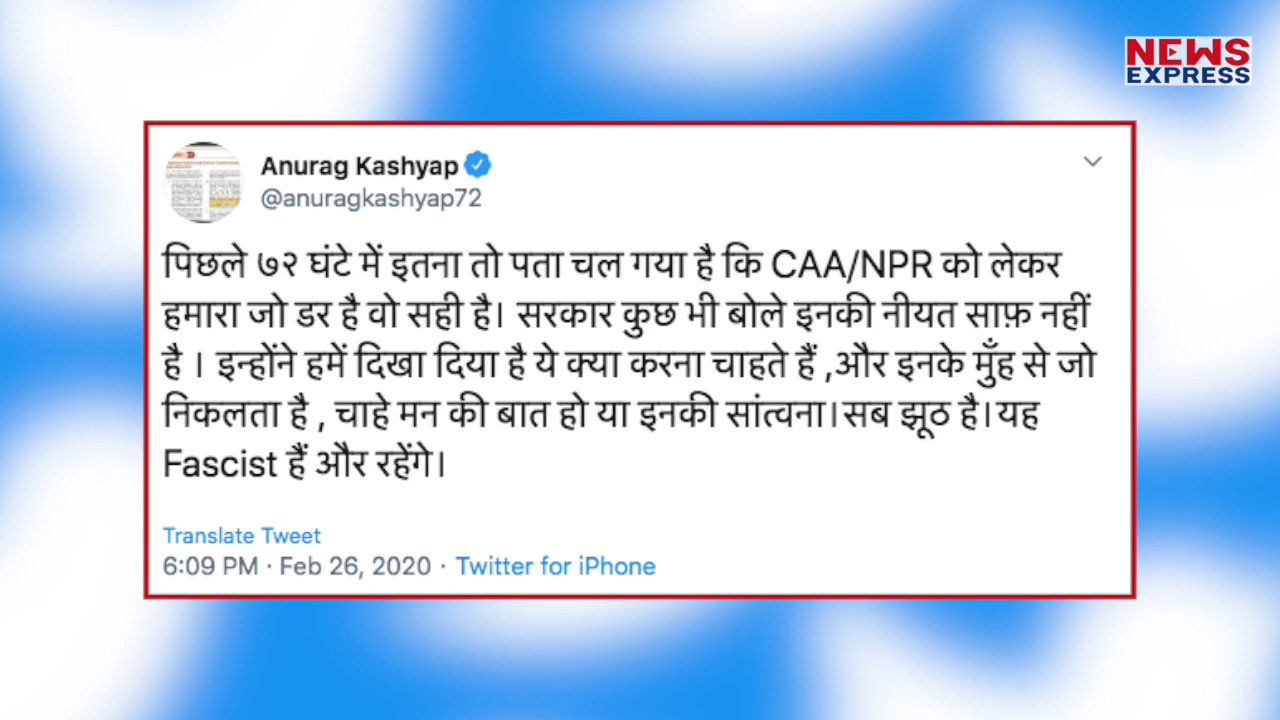 NEWS
EXPRESS
Anurag Kashyap
@anuragkashyap72
पिछले ७२ घंटे में इतना तो पता चल गया है कि CAA/NPR को लेकर
हमारा जो डर है वो सही है। सरकार कुछ भी बोले इनकी नीयत साफ़ नहीं
है । इन्होंने हमें दिखा दिया है ये क्या करना चाहते हैं ,और इनके मुँह से जो
निकलता है , चाहे मन की बात हो या इनकी सांत्वना।सब झूठ है।यह
Fascist हैं और रहेंगे।
Translate Tweet
6:09 PM · Feb 26, 2020 · Twitter for iPhone